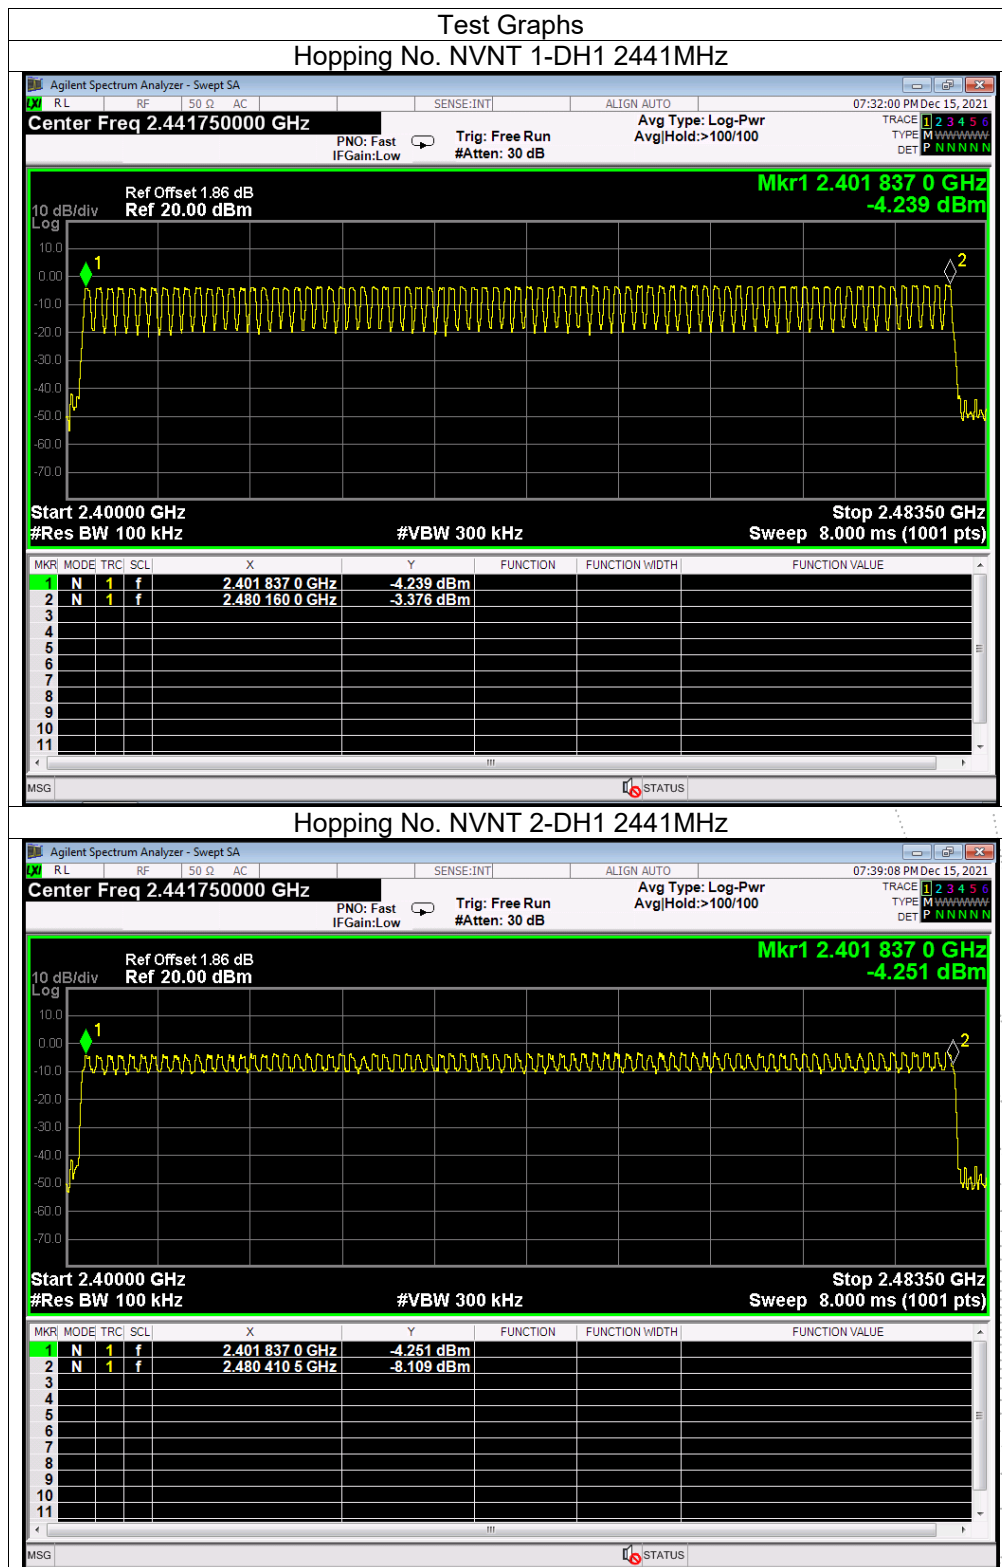 Test Graphs
Hopping No. NVNT 1-DH1 2441MHz
Agilent Spectrum Analyzer - Swept SA
LXI RL RF 50 Ω AC SENSE:INT ALIGN AUTO 07:32:00 PM Dec 15, 2021
Center Freq 2.441750000 GHz Avg Type: Log-Pwr TRACE 1 2 3 4 5 6
PNO: Fast Trig: Free Run Avg|Hold:>100/100 TYPE M WWWWW
IFGain:Low #Atten: 30 dB DET P N N N N N
Mkr1 2.401 837 0 GHz
Ref Offset 1.86 dB
10 dB/div Ref 20.00 dBm -4.239 dBm
Log
10.0
1 2
0.00
-10.0
-20.0
-30.0
-40.0
-50.0
-60.0
-70.0
Start 2.40000 GHz Stop 2.48350 GHz
#Res BW 100 kHz #VBW 300 kHz Sweep 8.000 ms (1001 pts)
MKR MODE TRC SCL X Y FUNCTION FUNCTION WIDTH FUNCTION VALUE
1 N 1 f 2.401 837 0 GHz -4.239 dBm
2 N 1 f 2.480 160 0 GHz -3.376 dBm
3
4
5
6
7
8
9
10
11
MSG STATUS
Hopping No. NVNT 2-DH1 2441MHz
Agilent Spectrum Analyzer - Swept SA
LXI RL RF 50 Ω AC SENSE:INT ALIGN AUTO 07:39:08 PM Dec 15, 2021
Center Freq 2.441750000 GHz Avg Type: Log-Pwr TRACE 1 2 3 4 5 6
PNO: Fast Trig: Free Run Avg|Hold:>100/100 TYPE M WWWWW
IFGain:Low #Atten: 30 dB DET P N N N N N
Mkr1 2.401 837 0 GHz
Ref Offset 1.86 dB
10 dB/div Ref 20.00 dBm -4.251 dBm
Log
10.0
1 2
0.00
-10.0
-20.0
-30.0
-40.0
-50.0
-60.0
-70.0
Start 2.40000 GHz Stop 2.48350 GHz
#Res BW 100 kHz #VBW 300 kHz Sweep 8.000 ms (1001 pts)
MKR MODE TRC SCL X Y FUNCTION FUNCTION WIDTH FUNCTION VALUE
1 N 1 f 2.401 837 0 GHz -4.251 dBm
2 N 1 f 2.480 410 5 GHz -8.109 dBm
3
4
5
6
7
8
9
10
11
MSG STATUS